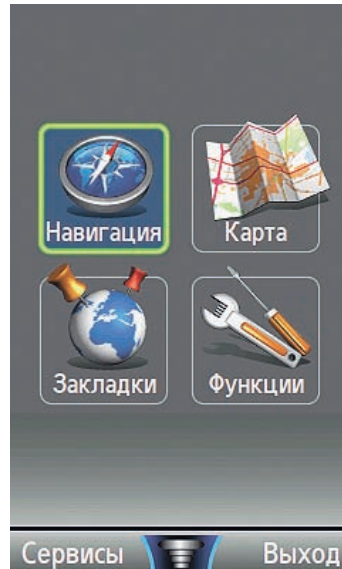 Навигация
Карта
Закладки
Функции
Сервисы
Выход